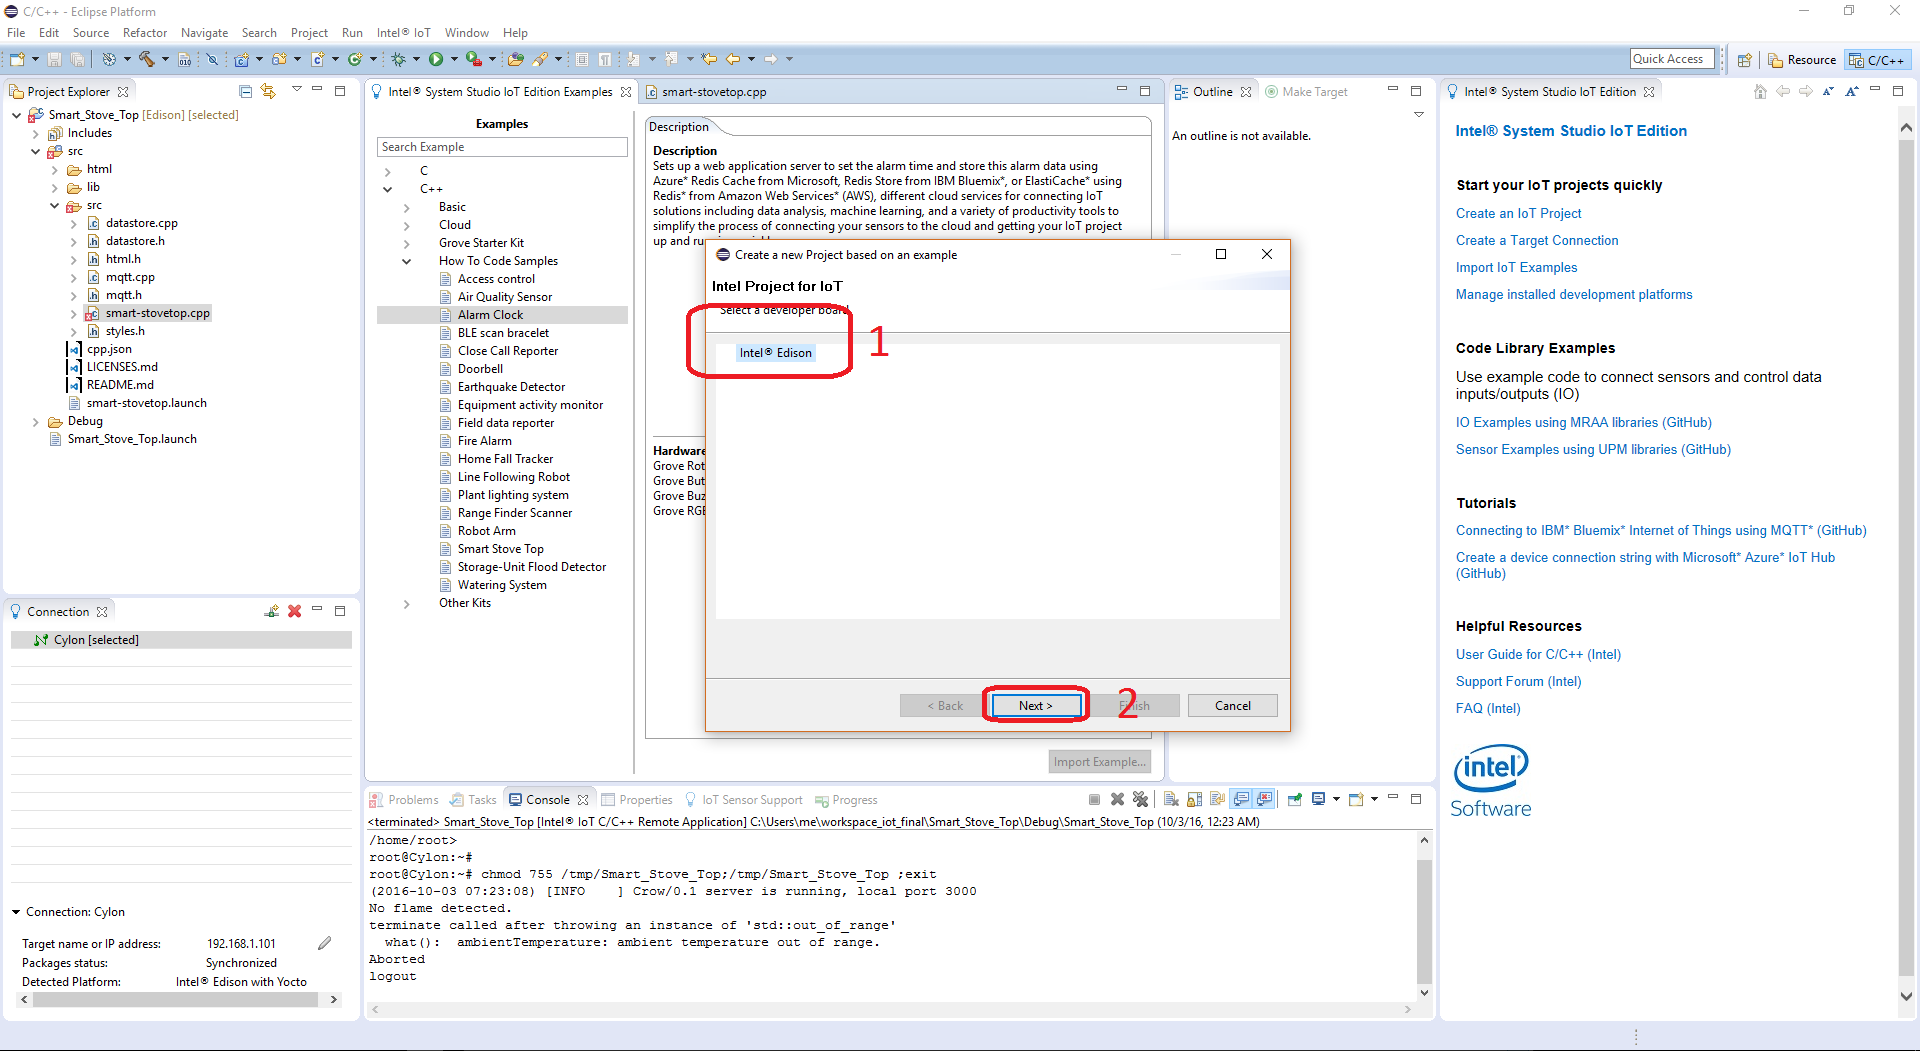 C/C++ - Eclipse Platform
File Edit Source Refactor Navigate Search Project Run Intel® IoT Window Help
Quick Access
Resource
C/C++
Project Explorer
Smart_Stove_Top [Edison] [selected]
Includes
src
html
lib
src
datastore.cpp
datastore.h
html.h
mqtt.cpp
mqtt.h
smart-stovetop.cpp
styles.h
cpp.json
LICENSES.md
README.md
smart-stovetop.launch
Debug
Smart_Stove_Top.launch
Connection
Cylon [selected]
Connection: Cylon
Target name or IP address: 192.168.1.101
Packages status: Synchronized
Detected Platform: Intel® Edison with Yocto
Intel® System Studio IoT Edition Examples
smart-stovetop.cpp
Examples
Search Example
C
C++
Basic
Cloud
Grove Starter Kit
How To Code Samples
Access control
Air Quality Sensor
Alarm Clock
BLE scan bracelet
Close Call Reporter
Doorbell
Earthquake Detector
Equipment activity monitor
Field data reporter
Fire Alarm
Home Fall Tracker
Line Following Robot
Plant lighting system
Range Finder Scanner
Robot Arm
Smart Stove Top
Storage-Unit Flood Detector
Watering System
Other Kits
Description
Description
Sets up a web application server to set the alarm time and store this alarm data using
Azure* Redis Cache from Microsoft, Redis Store from IBM Bluemix*, or ElastiCache* using
Redis* from Amazon Web Services* (AWS), different cloud services for connecting IoT
solutions including data analysis, machine learning, and a variety of productivity tools to
simplify the process of connecting your sensors to the cloud and getting your IoT project
up and ru
Hardware
Grove Rot
Grove But
Grove Buz
Grove RGB
Import Example...
Create a new Project based on an example
Intel Project for IoT
Select a developer board
Intel® Edison
1
< Back
Next >
2
Finish
Cancel
Outline
Make Target
An outline is not available.
Problems
Tasks
Console
Properties
IoT Sensor Support
Progress
<terminated> Smart_Stove_Top [Intel® IoT C/C++ Remote Application] C:\Users\me\workspace_iot_final\Smart_Stove_Top\Debug\Smart_Stove_Top (10/3/16, 12:23 AM)
/home/root>
root@Cylon:~#
root@Cylon:~# chmod 755 /tmp/Smart_Stove_Top;/tmp/Smart_Stove_Top ;exit
(2016-10-03 07:23:08) [INFO    ] Crow/0.1 server is running, local port 3000
No flame detected.
terminate called after throwing an instance of 'std::out_of_range'
  what():  ambientTemperature: ambient temperature out of range.
Aborted
logout
Intel® System Studio IoT Edition
Intel® System Studio IoT Edition
Start your IoT projects quickly
Create an IoT Project
Create a Target Connection
Import IoT Examples
Manage installed development platforms
Code Library Examples
Use example code to connect sensors and control data
inputs/outputs (IO)
IO Examples using MRAA libraries (GitHub)
Sensor Examples using UPM libraries (GitHub)
Tutorials
Connecting to IBM* Bluemix* Internet of Things using MQTT* (GitHub)
Create a device connection string with Microsoft* Azure* IoT Hub
(GitHub)
Helpful Resources
User Guide for C/C++ (Intel)
Support Forum (Intel)
FAQ (Intel)
intel
Software